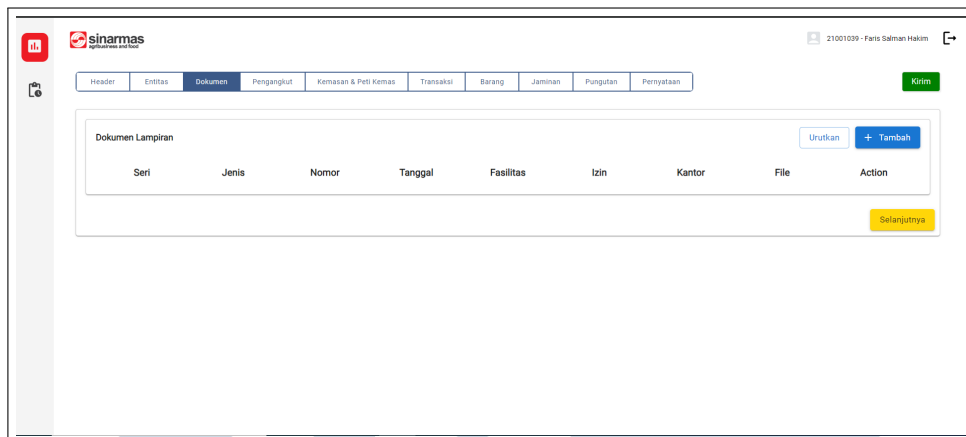 sinarmas
agribusiness and food
21001039 - Faris Salman Hakim
Header Entitas Dokumen Pengangkut Kemasan & Peti Kemas Transaksi Barang Jaminan Pungutan Pernyataan Kirim
Dokumen Lampiran Urutkan + Tambah
Seri Jenis Nomor Tanggal Fasilitas Izin Kantor File Action
Selanjutnya